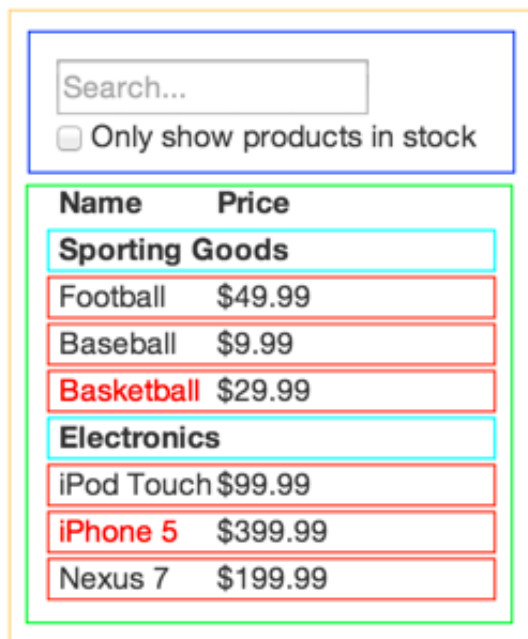 Search...
Only show products in stock
Name Price
Sporting Goods
Football $49.99
Baseball $9.99
Basketball $29.99
Electronics
iPod Touch $99.99
iPhone 5 $399.99
Nexus 7 $199.99